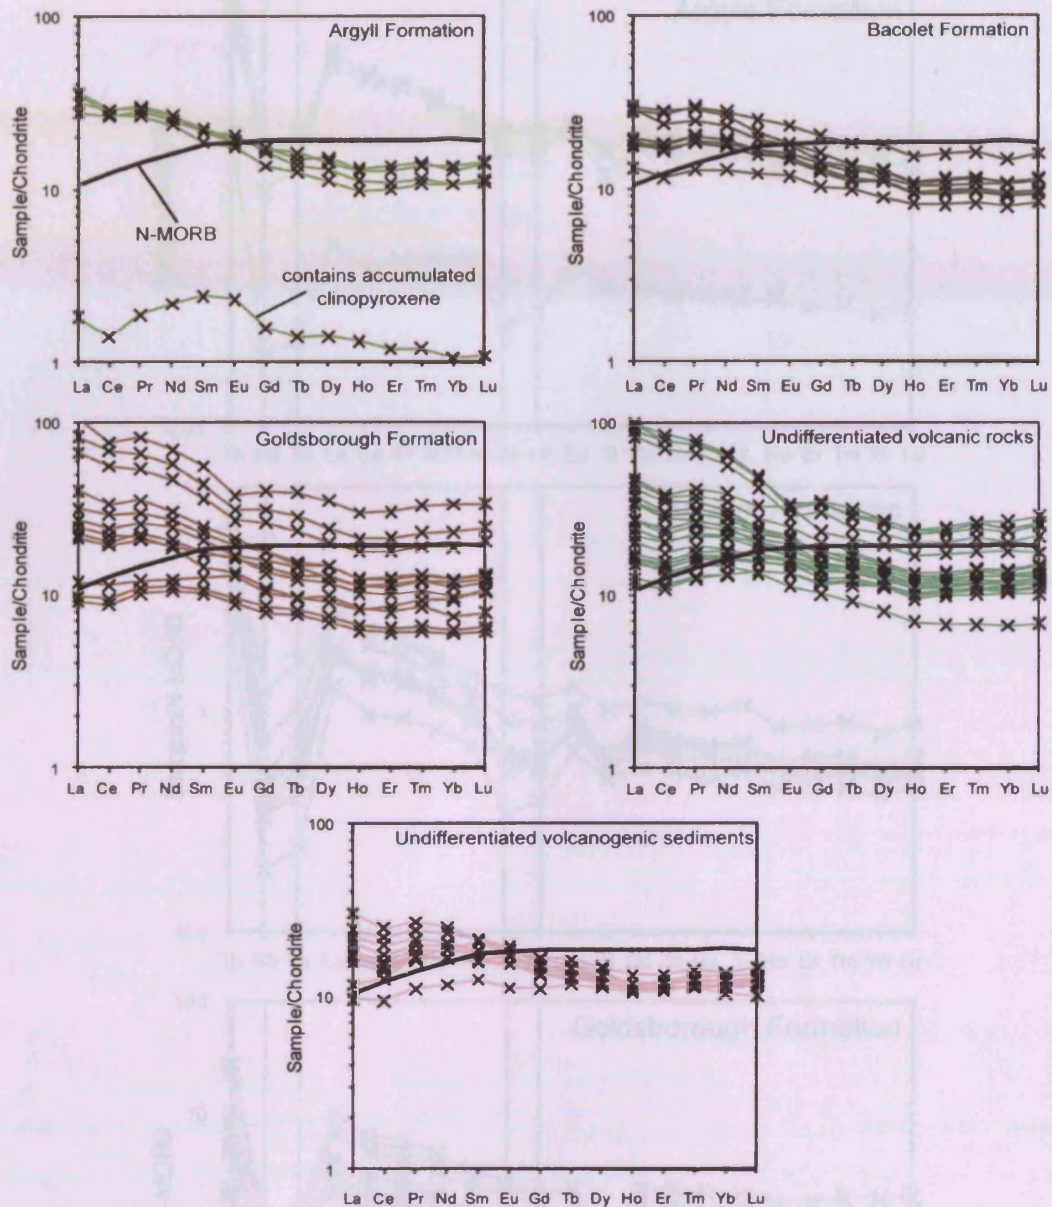 Argyll Formation
100
10
1
Sample/Chondrite
N-MORB
contains accumulated
clinopyroxene
La Ce Pr Nd Sm Eu Gd Tb Dy Ho Er Tm Yb Lu
Bacolet Formation
100
10
1
Sample/Chondrite
La Ce Pr Nd Sm Eu Gd Tb Dy Ho Er Tm Yb Lu
Goldsborough Formation
100
10
1
Sample/Chondrite
La Ce Pr Nd Sm Eu Gd Tb Dy Ho Er Tm Yb Lu
Undifferentiated volcanic rocks
100
10
1
Sample/Chondrite
La Ce Pr Nd Sm Eu Gd Tb Dy Ho Er Tm Yb Lu
Undifferentiated volcanogenic sediments
100
10
1
Sample/Chondrite
La Ce Pr Nd Sm Eu Gd Tb Dy Ho Er Tm Yb Lu
Goldsborough Formation